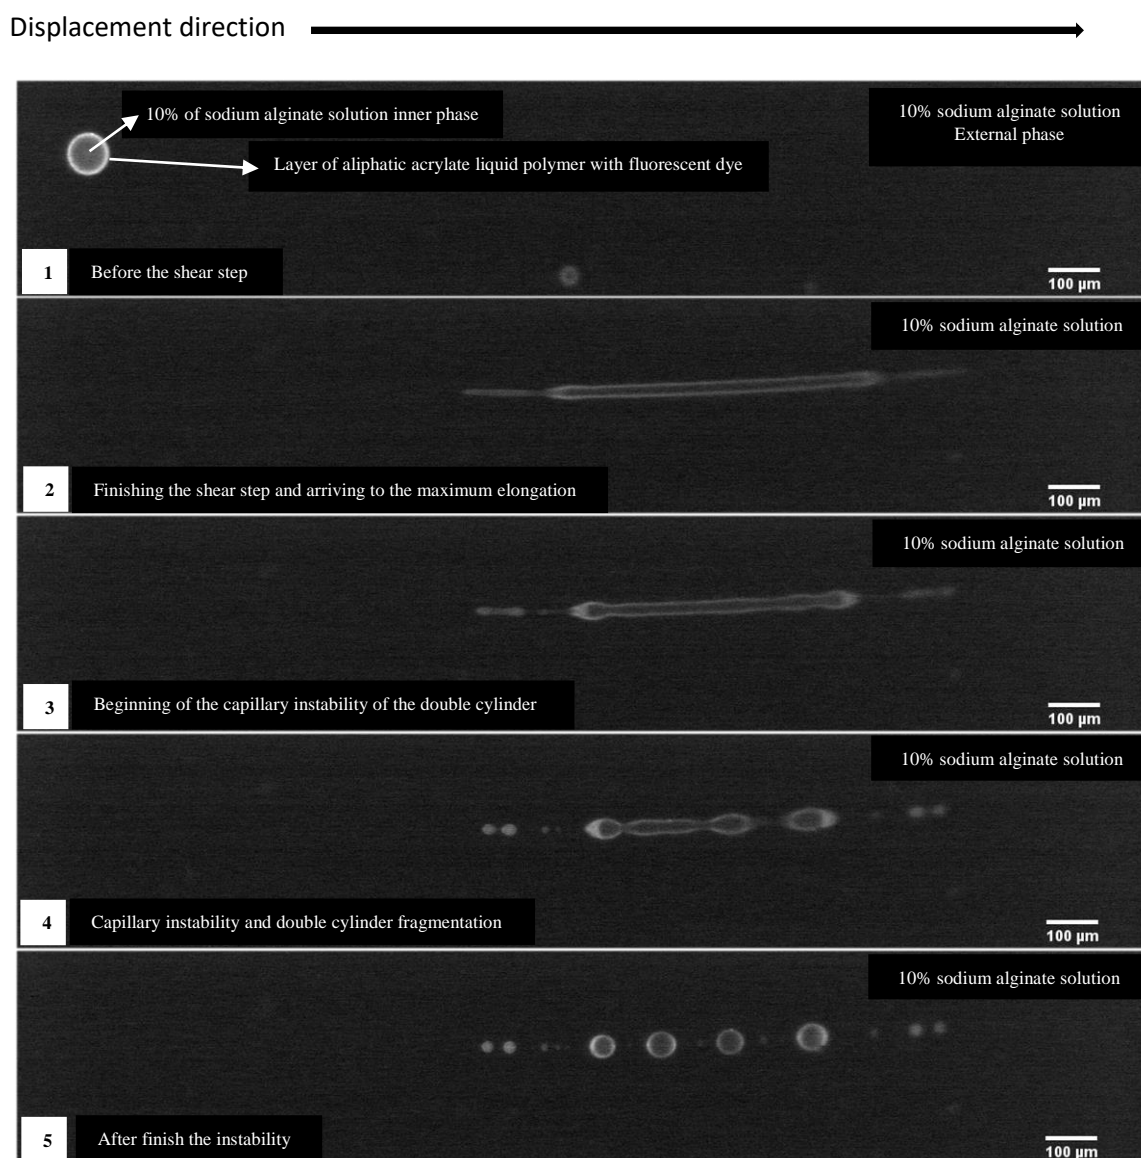 Displacement direction
10% of sodium alginate solution inner phase
10% sodium alginate solution
External phase
Layer of aliphatic acrylate liquid polymer with fluorescent dye
1 Before the shear step
100 μm
10% sodium alginate solution
2 Finishing the shear step and arriving to the maximum elongation
100 μm
10% sodium alginate solution
3 Beginning of the capillary instability of the double cylinder
100 μm
10% sodium alginate solution
4 Capillary instability and double cylinder fragmentation
100 μm
10% sodium alginate solution
5 After finish the instability
100 μm